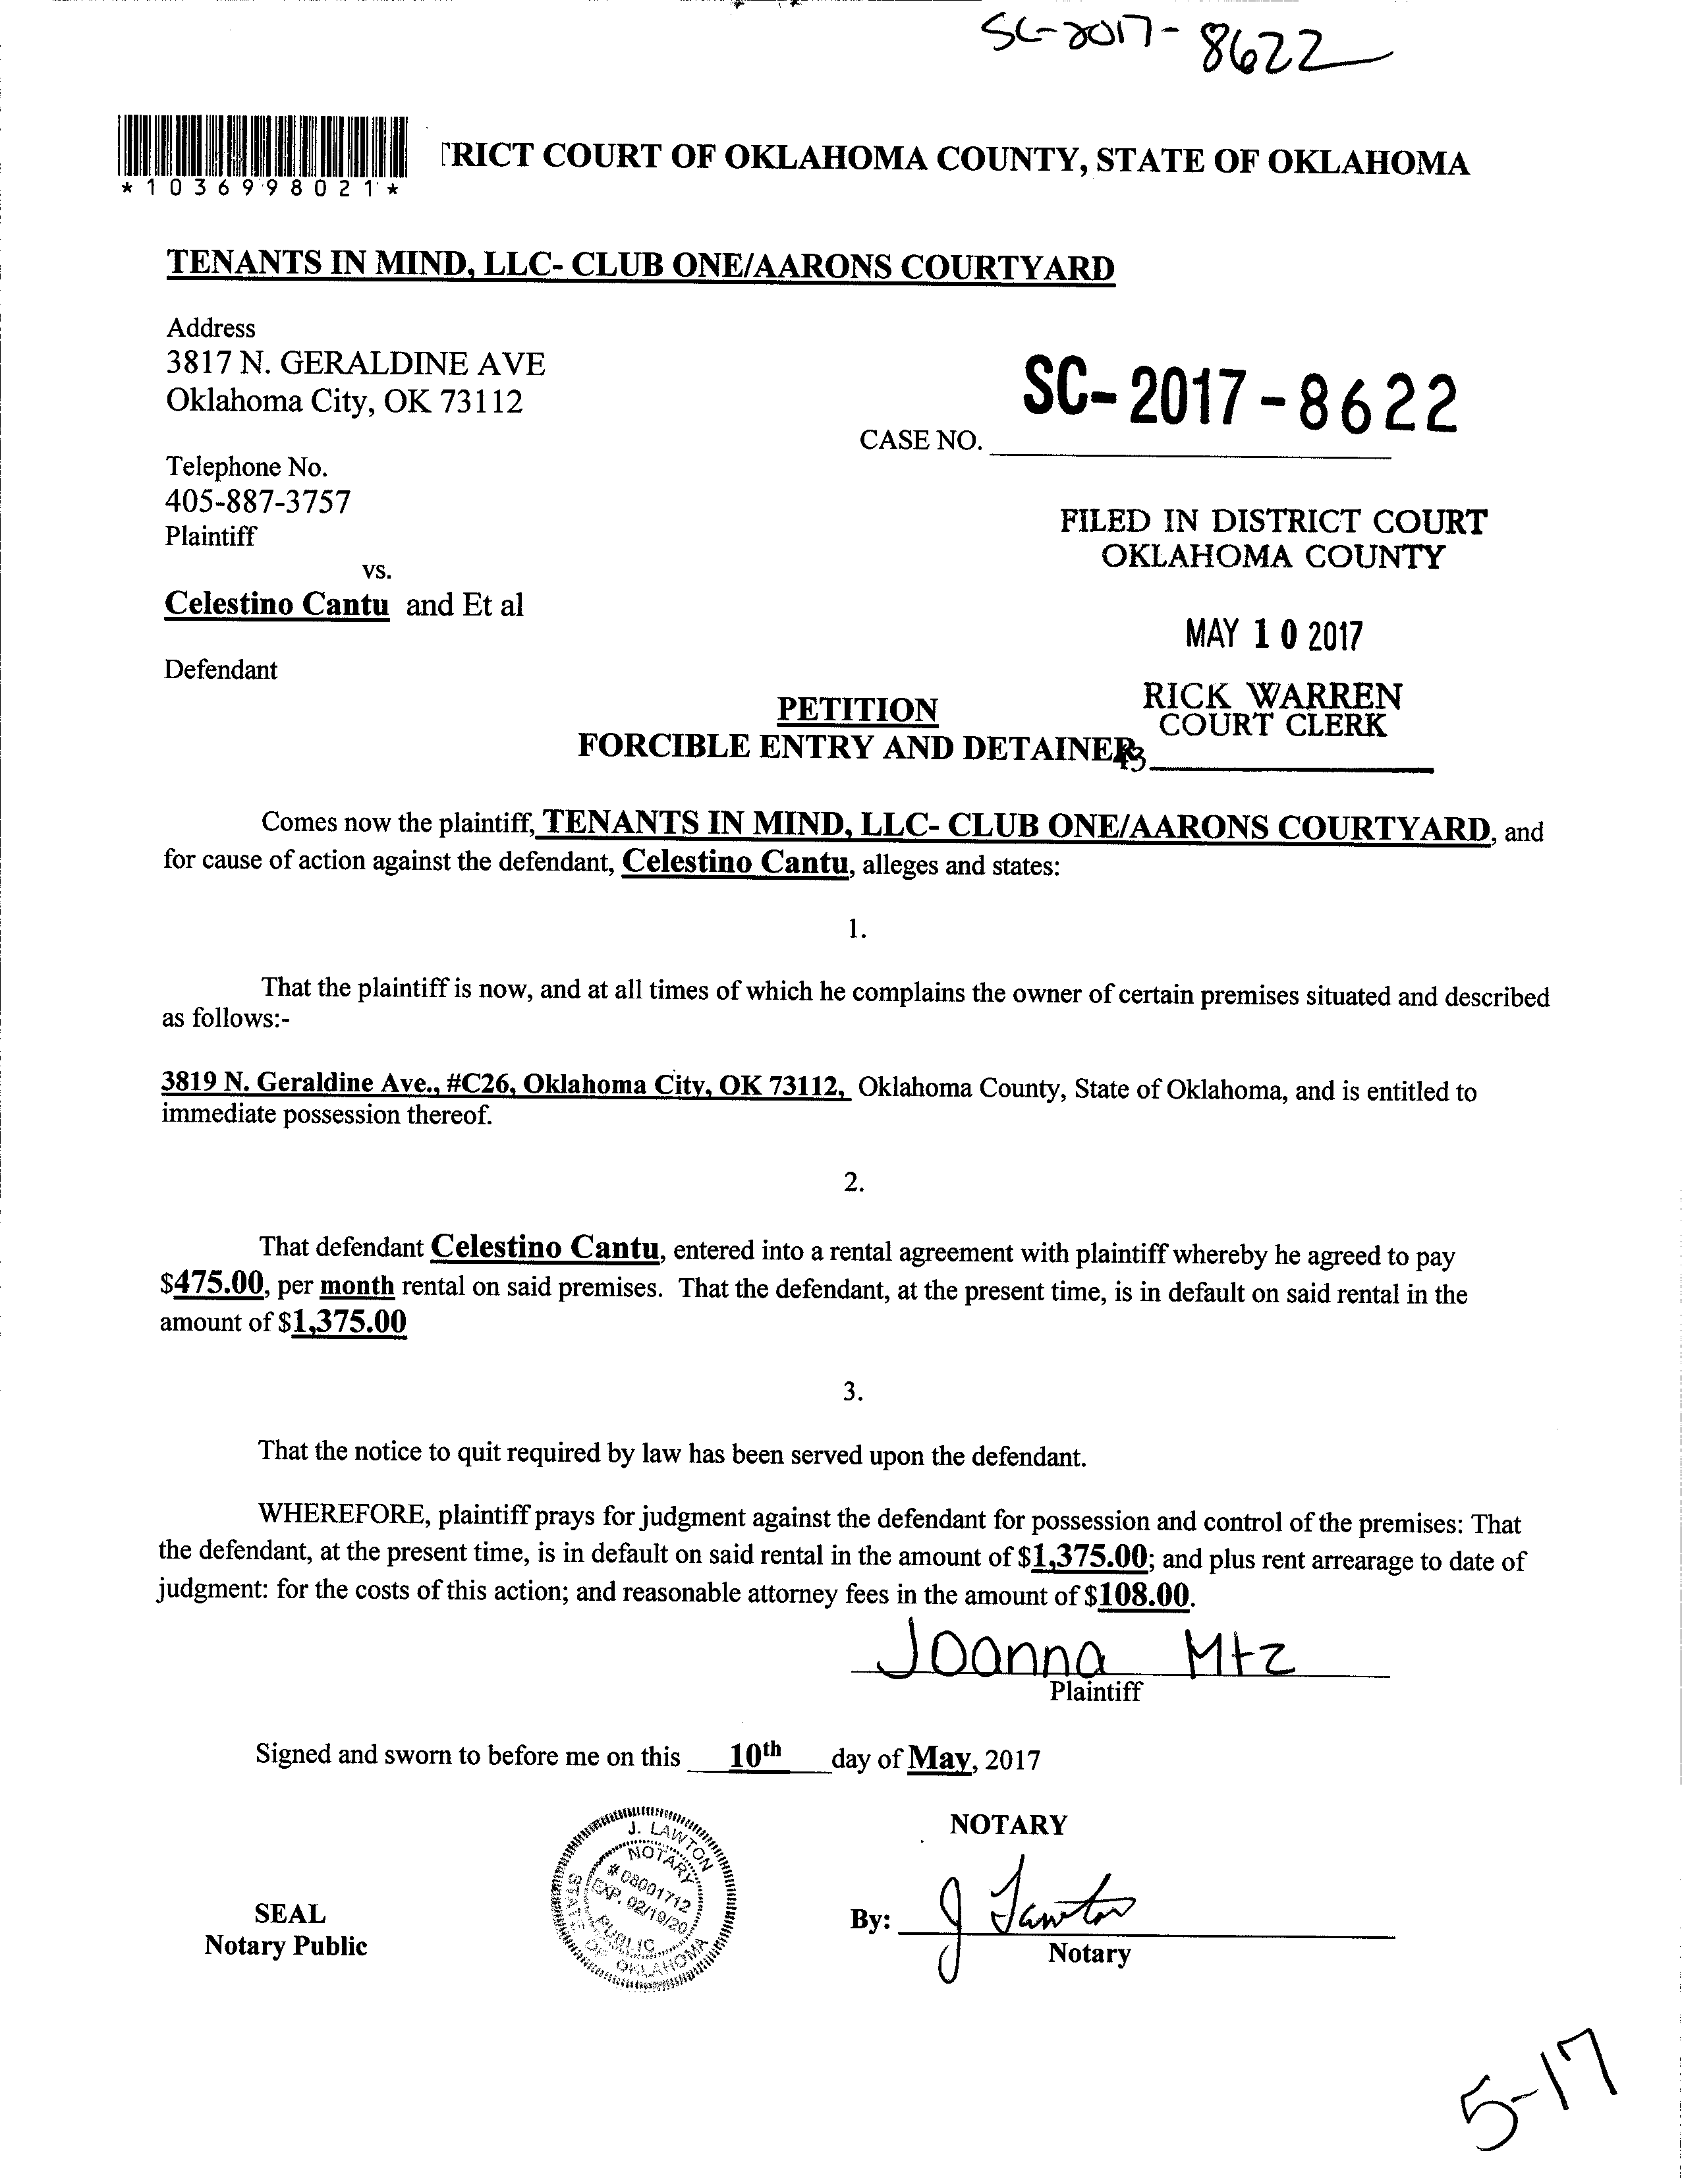 SC-2017-8622
*1036998021*
TRICT COURT OF OKLAHOMA COUNTY, STATE OF OKLAHOMA
TENANTS IN MIND, LLC- CLUB ONE/AARONS COURTYARD
Address
3817 N. GERALDINE AVE
Oklahoma City, OK 73112
SC-2017-8622
CASE NO.
Telephone No.
405-887-3757
Plaintiff
FILED IN DISTRICT COURT
OKLAHOMA COUNTY
vs.
Celestino Cantu and Et al
MAY 10 2017
Defendant
RICK WARREN
COURT CLERK
PETITION
FORCIBLE ENTRY AND DETAINER
43
Comes now the plaintiff, TENANTS IN MIND, LLC- CLUB ONE/AARONS COURTYARD, and
for cause of action against the defendant, Celestino Cantu, alleges and states:
1.
That the plaintiff is now, and at all times of which he complains the owner of certain premises situated and described
as follows:-
3819 N. Geraldine Ave., #C26, Oklahoma City, OK 73112, Oklahoma County, State of Oklahoma, and is entitled to
immediate possession thereof.
2.
That defendant Celestino Cantu, entered into a rental agreement with plaintiff whereby he agreed to pay
$475.00, per month rental on said premises. That the defendant, at the present time, is in default on said rental in the
amount of $1,375.00
3.
That the notice to quit required by law has been served upon the defendant.
WHEREFORE, plaintiff prays for judgment against the defendant for possession and control of the premises: That
the defendant, at the present time, is in default on said rental in the amount of $1,375.00; and plus rent arrearage to date of
judgment: for the costs of this action; and reasonable attorney fees in the amount of $108.00.
Joanna Mtz
Plaintiff
Signed and sworn to before me on this 10th day of May, 2017
NOTARY
J. LAWTON
NOTARY
# 08001712
EXP. 02/19/20
PUBLIC
STATE OF OKLAHOMA
SEAL
Notary Public
By: J Lawton
Notary
5-17